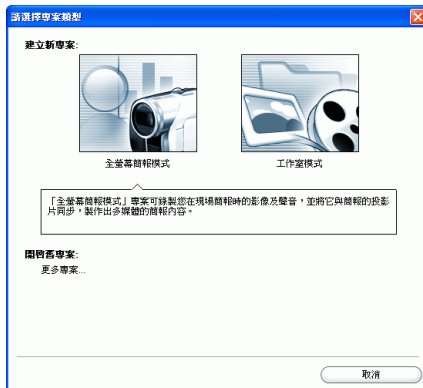 請選擇專案類型
建立新專案:
全螢幕簡報模式
工作室模式
「全螢幕簡報模式」專案可錄製您在現場簡報時的影像及聲音,並將它與簡報的投影
片同步,製作出多媒體的簡報內容。
開啟舊專案:
更多專案...
取消